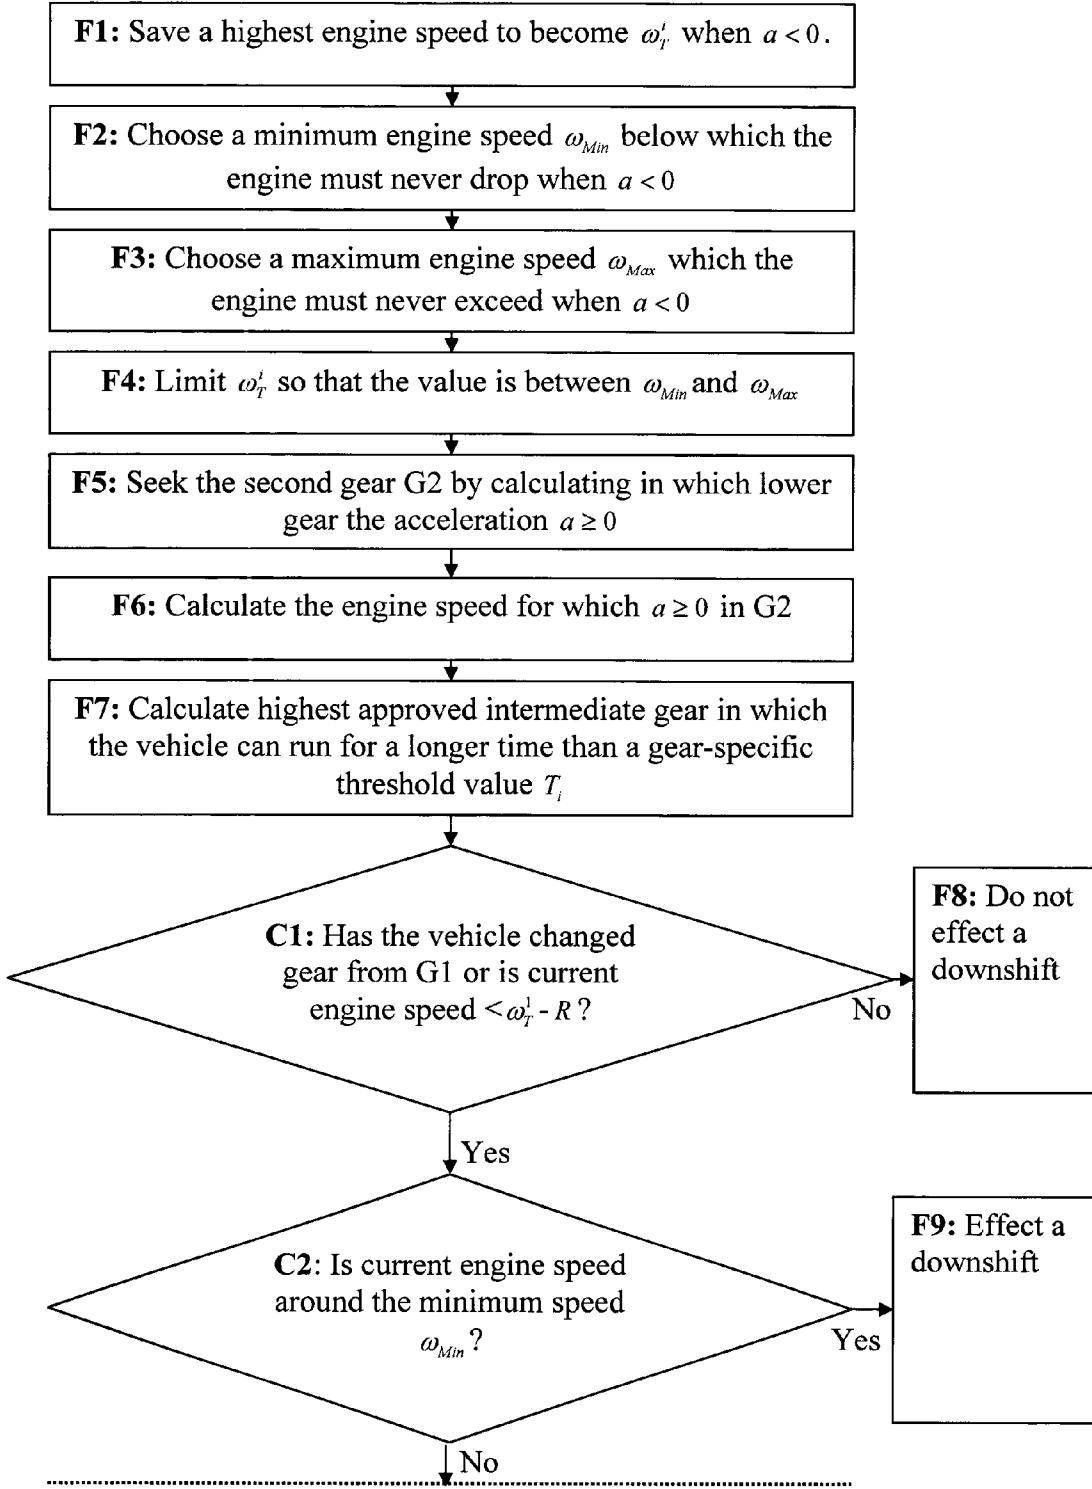 F1: Save a highest engine speed to become ω_T^i when a < 0.
F2: Choose a minimum engine speed ω_Min below which the
engine must never drop when a < 0
F3: Choose a maximum engine speed ω_Max which the
engine must never exceed when a < 0
F4: Limit ω_T^i so that the value is between ω_Min and ω_Max
F5: Seek the second gear G2 by calculating in which lower
gear the acceleration a ≥ 0
F6: Calculate the engine speed for which a ≥ 0 in G2
F7: Calculate highest approved intermediate gear in which
the vehicle can run for a longer time than a gear-specific
threshold value T_i
C1: Has the vehicle changed
gear from G1 or is current
engine speed < ω_T^1 - R ?
No
F8: Do not
effect a
downshift
Yes
C2: Is current engine speed
around the minimum speed
ω_Min ?
Yes
F9: Effect a
downshift
No